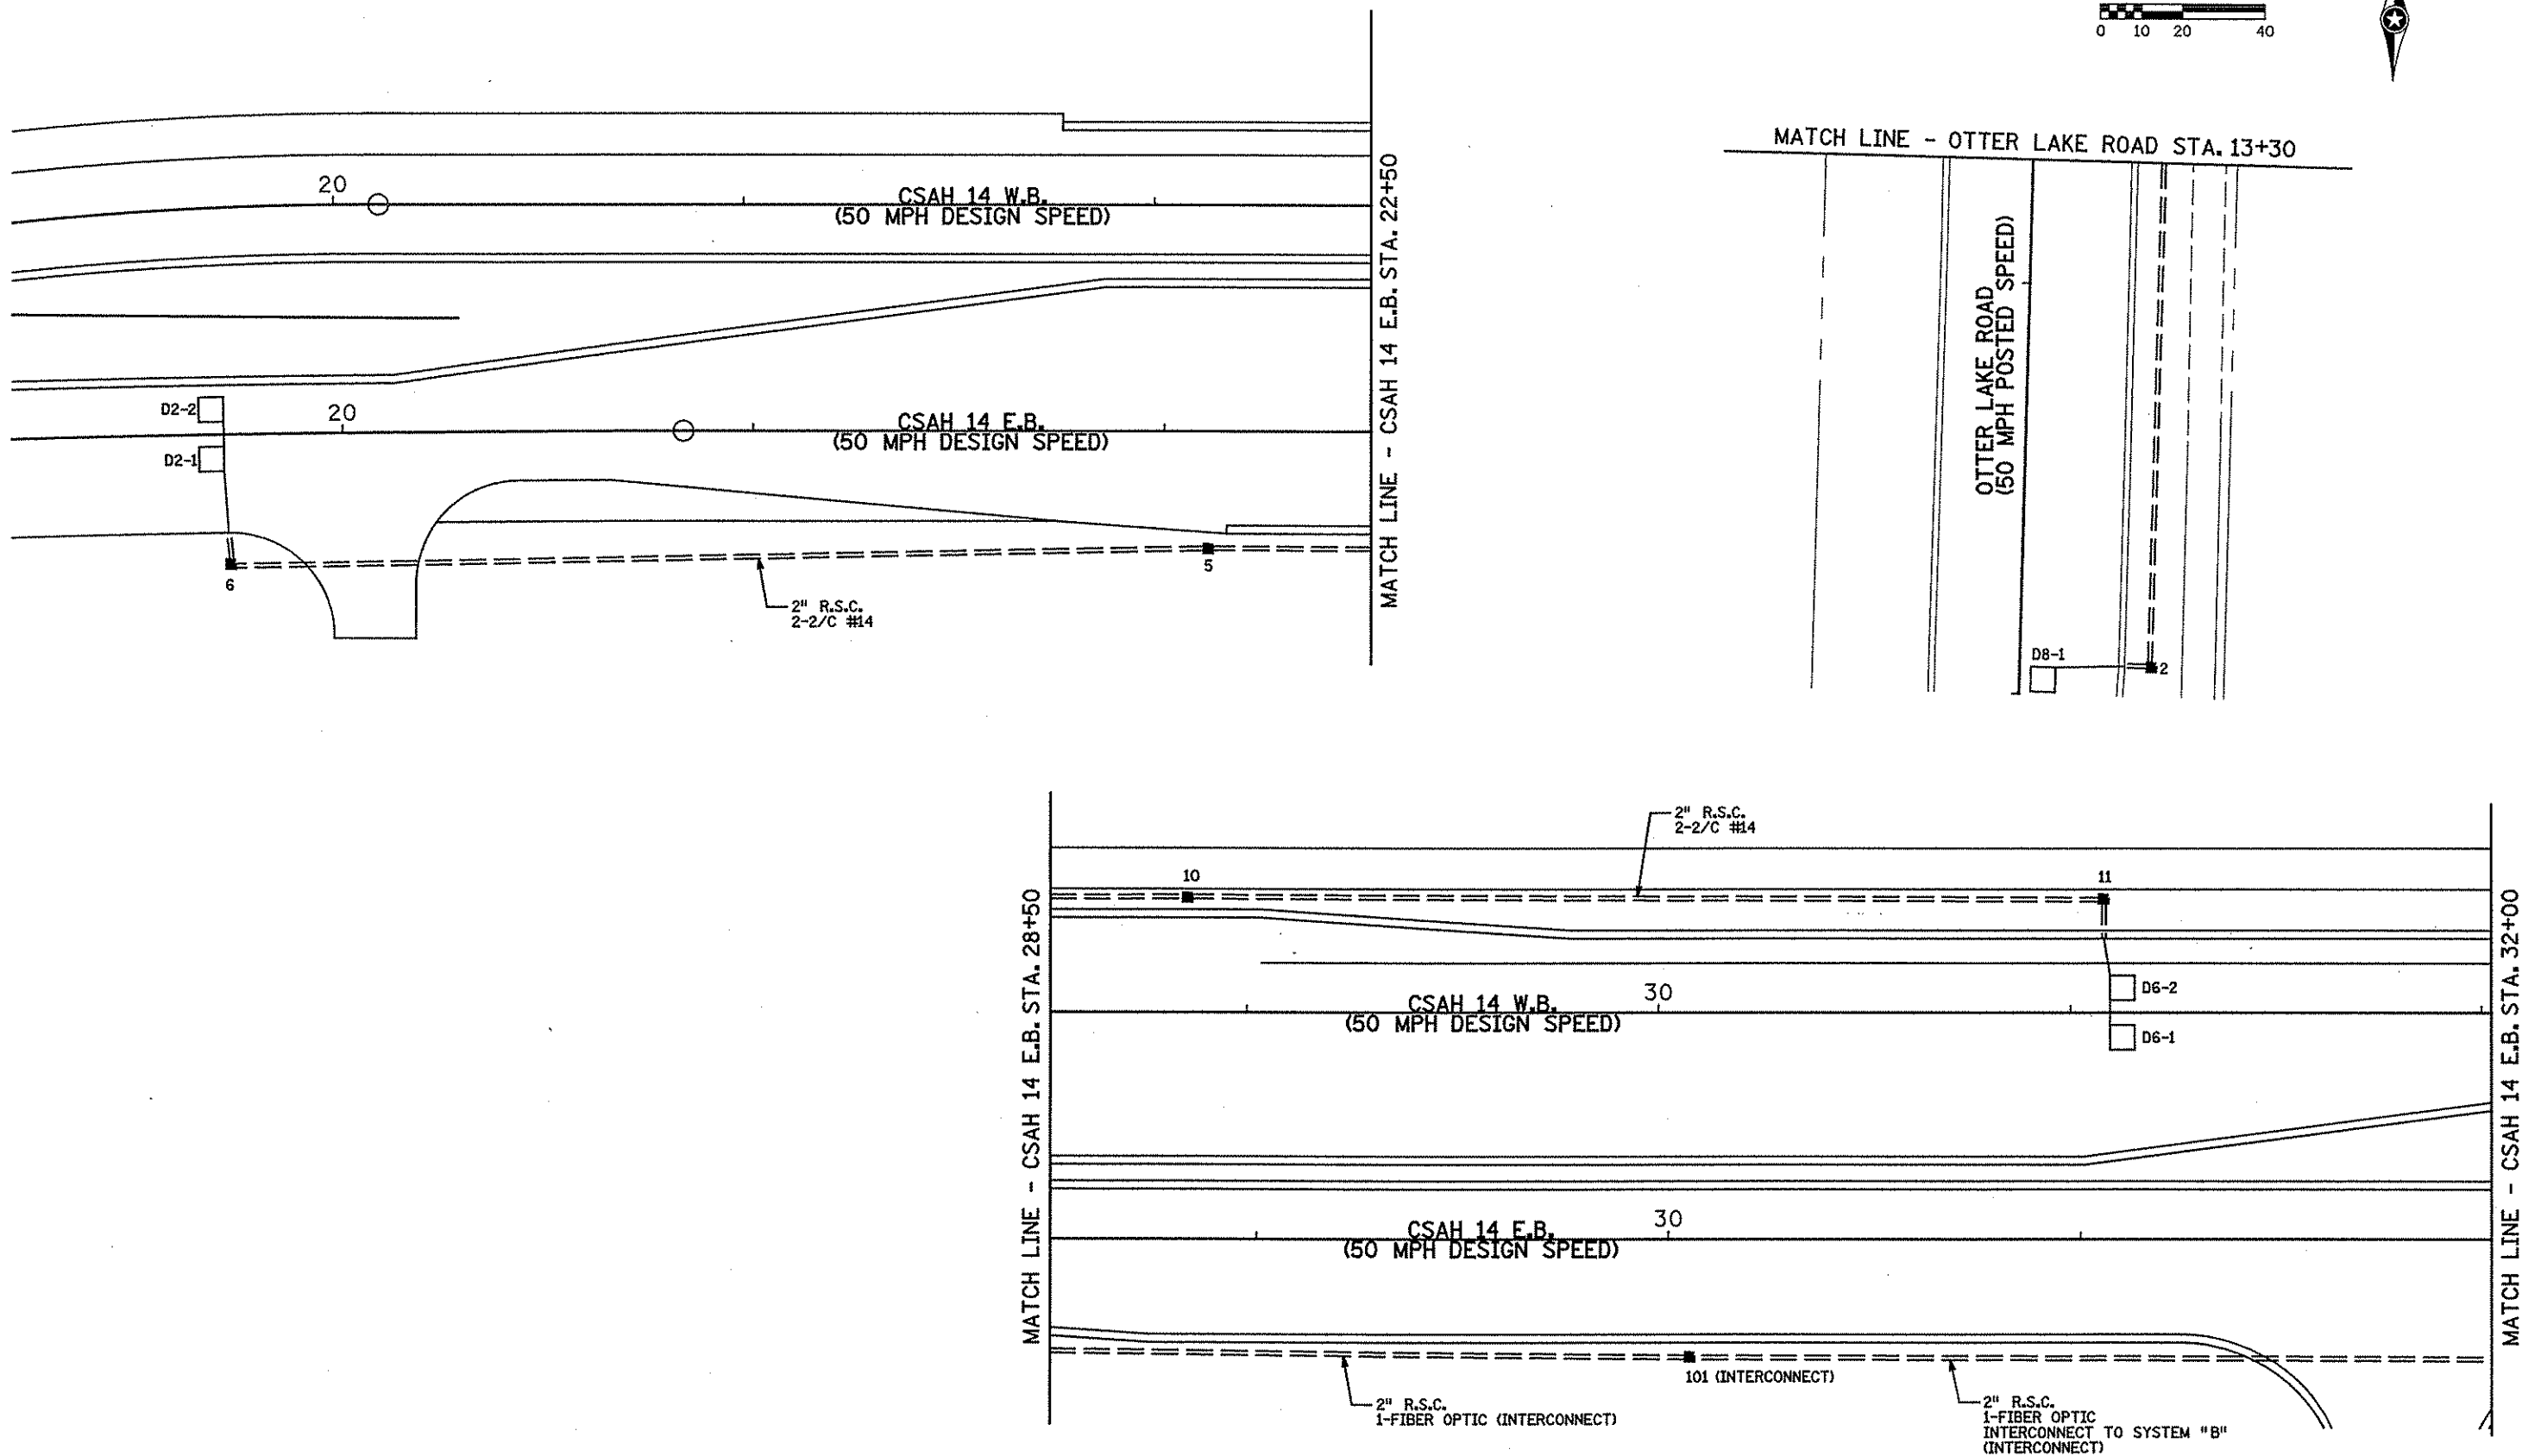 0 10 20 40
20
CSAH 14 W.B.
(50 MPH DESIGN SPEED)
D2-2
20
CSAH 14 E.B.
(50 MPH DESIGN SPEED)
D2-1
6
5
2" R.S.C.
2-2/C #14
MATCH LINE - CSAH 14 E.B. STA. 22+50
MATCH LINE - OTTER LAKE ROAD STA. 13+30
OTTER LAKE ROAD
(50 MPH POSTED SPEED)
D8-1
2
MATCH LINE - CSAH 14 E.B. STA. 28+50
2" R.S.C.
2-2/C #14
10
11
D6-2
30
CSAH 14 W.B.
(50 MPH DESIGN SPEED)
D6-1
30
CSAH 14 E.B.
(50 MPH DESIGN SPEED)
101 (INTERCONNECT)
2" R.S.C.
1-FIBER OPTIC (INTERCONNECT)
2" R.S.C.
1-FIBER OPTIC
INTERCONNECT TO SYSTEM "B"
(INTERCONNECT)
MATCH LINE - CSAH 14 E.B. STA. 32+00